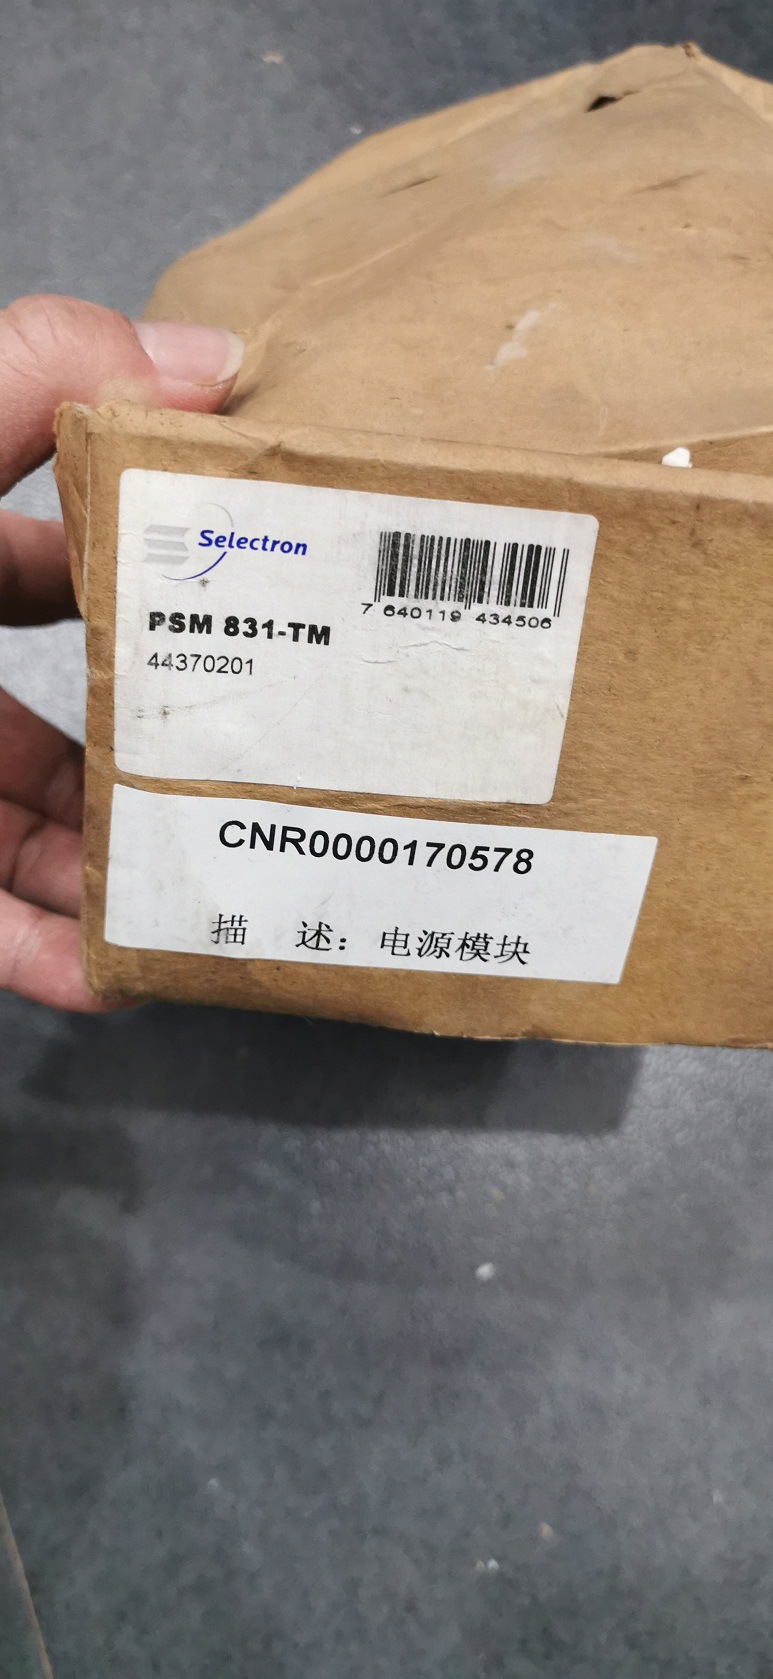 Selectron
7 640119 434506
PSM 831-TM
44370201
CNR0000170578
描 述：电源模块